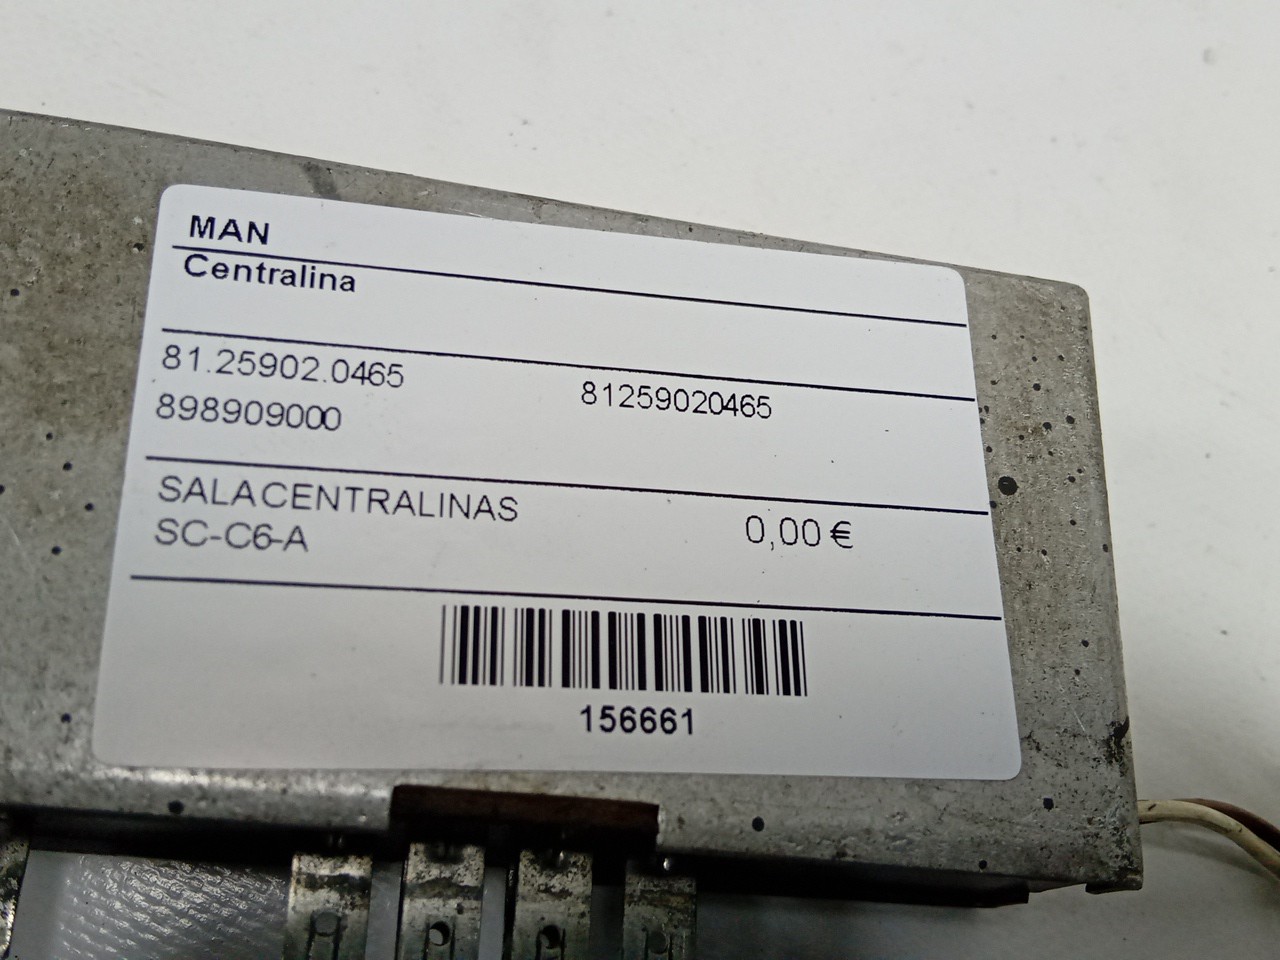 MAN
Centralina
81.25902.0465
81259020465
898909000
SALACENTRALINAS
0,00 €
SC-C6-A
156661